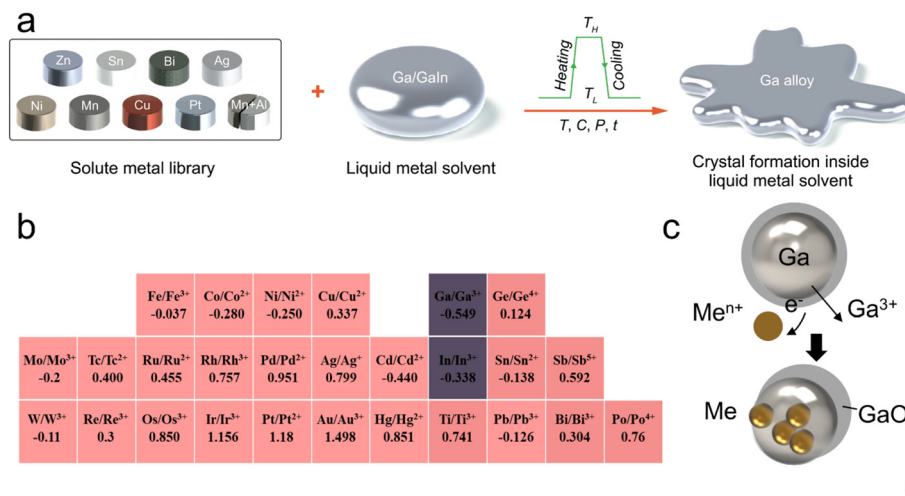 a
Zn Sn Bi Ag
Ni Mn Cu Pt Mn+Al
Solute metal library
+
Ga/GaIn
Liquid metal solvent
T_H
Heating
Cooling
T_L
T, C, P, t
Ga alloy
Crystal formation inside
liquid metal solvent
b
Fe/Fe³⁺ Co/Co²⁺ Ni/Ni²⁺ Cu/Cu²⁺ Ga/Ga³⁺ Ge/Ge⁴⁺
-0.037 -0.280 -0.250 0.337 -0.549 0.124
Mo/Mo³⁺ Tc/Tc²⁺ Ru/Ru²⁺ Rh/Rh³⁺ Pd/Pd²⁺ Ag/Ag⁺ Cd/Cd²⁺ In/In³⁺ Sn/Sn²⁺ Sb/Sb⁵⁺
-0.2 0.400 0.455 0.757 0.951 0.799 -0.440 -0.338 -0.138 0.592
W/W³⁺ Re/Re³⁺ Os/Os³⁺ Ir/Ir³⁺ Pt/Pt²⁺ Au/Au³⁺ Hg/Hg²⁺ Ti/Ti³⁺ Pb/Pb³⁺ Bi/Bi³⁺ Po/Po⁴⁺
-0.11 0.3 0.850 1.156 1.18 1.498 0.851 0.741 -0.126 0.304 0.76
c
Ga
Meⁿ⁺
e⁻
Ga³⁺
Me
GaO